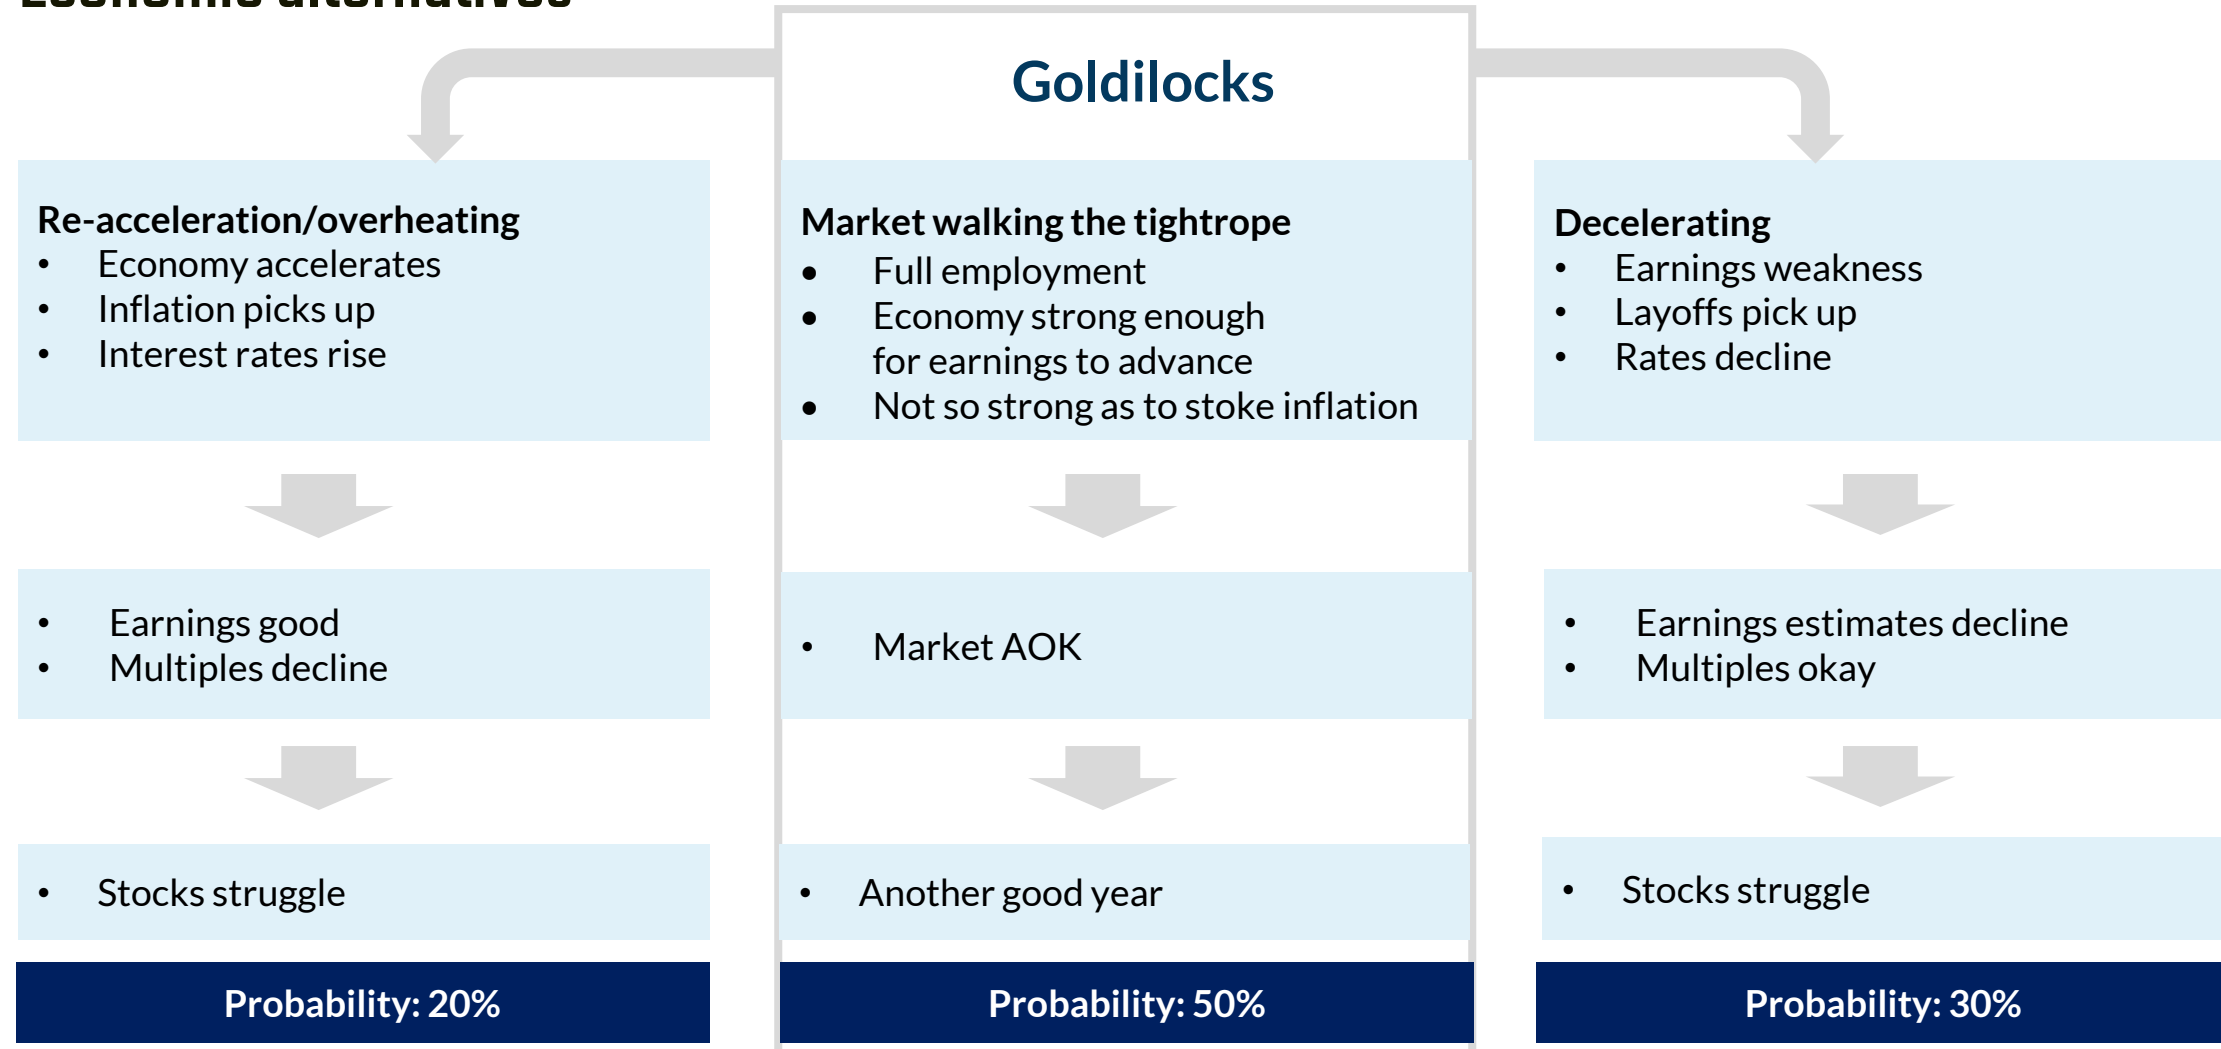 Economic alternatives
Goldilocks
Re-acceleration/overheating
• Economy accelerates
• Inflation picks up
• Interest rates rise
Market walking the tightrope
• Full employment
• Economy strong enough
for earnings to advance
• Not so strong as to stoke inflation
Decelerating
• Earnings weakness
• Layoffs pick up
• Rates decline
• Earnings good
• Multiples decline
• Market AOK
• Earnings estimates decline
• Multiples okay
• Stocks struggle
• Another good year
• Stocks struggle
Probability: 20%
Probability: 50%
Probability: 30%